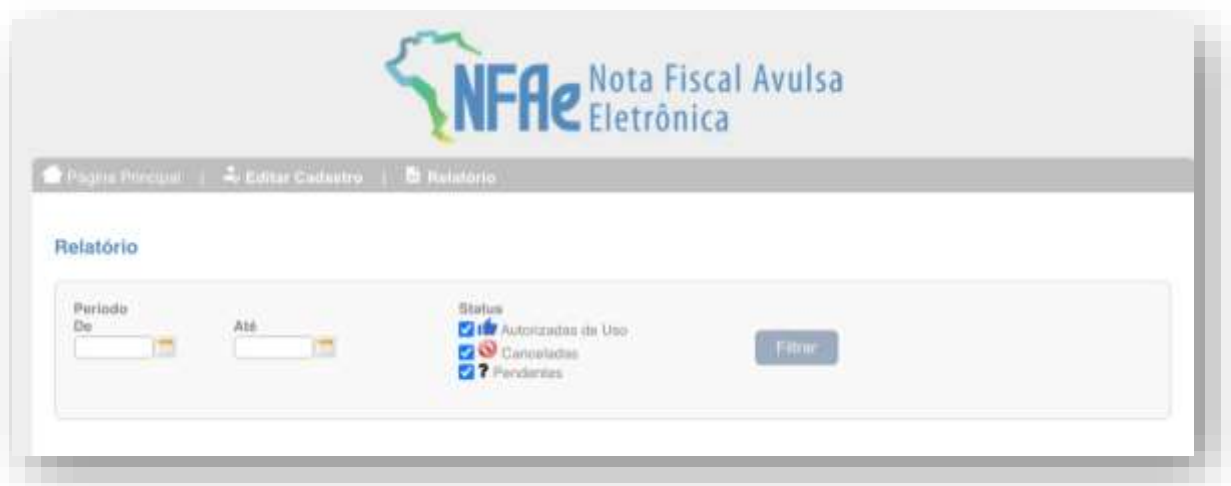 NFAe Nota Fiscal Avulsa
Eletrônica
Página Principal | Editar Cadastro | Relatório
Relatório
Período
De
Até
Status
Autorizadas de Uso
Canceladas
? Pendentes
Filtrar